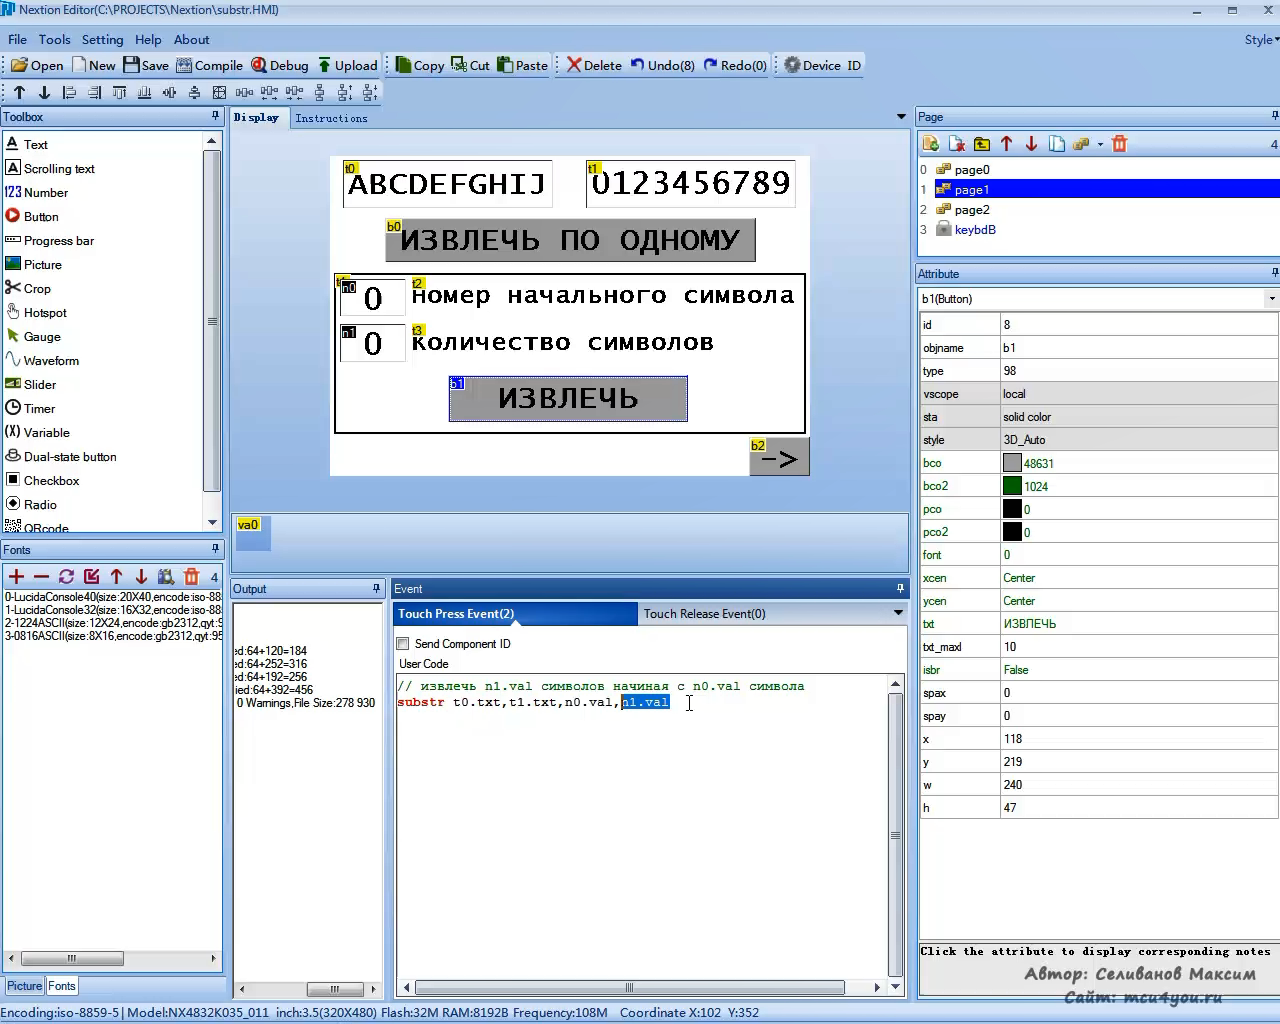 Nextion Editor(C:\PROJECTS\Nextion\substr.HMI)
File Tools Setting Help About
Style
Open New Save Compile Debug Upload Copy Cut Paste Delete Undo(8) Redo(0) Device ID
Toolbox
Text
Scrolling text
123 Number
Button
Progress bar
Picture
Crop
Hotspot
Gauge
Waveform
Slider
Timer
(X) Variable
Dual-state button
Checkbox
Radio
QRcode
Fonts
4
0-LucidaConsole40(size:20X40,encode:iso-88
1-LucidaConsole32(size:16X32,encode:iso-88
2-1224ASCII(size:12X24,encode:gb2312,qyt:95
3-0816ASCII(size:8X16,encode:gb2312,qyt:95
Picture Fonts
Display Instructions
t0 ABCDEFGHIJ
t1 0123456789
b0 ИЗВЛЕЧЬ ПО ОДНОМУ
n0 0 t2 Номер начального символа
n1 0 t3 Количество символов
b1 ИЗВЛЕЧЬ
b2 ->
va0
Output
ed:64+120=184
ed:64+252=316
ed:64+192=256
ied:64+392=456
0 Warnings,File Size:278 930
Event
Touch Press Event(2) Touch Release Event(0)
Send Component ID
User Code
// извлечь n1.val символов начиная с n0.val символа
substr t0.txt,t1.txt,n0.val,n1.val
Page
4
0 page0
1 page1
2 page2
3 keybdB
Attribute
b1(Button)
id 8
objname b1
type 98
vscope local
sta solid color
style 3D_Auto
bco 48631
bco2 1024
pco 0
pco2 0
font 0
xcen Center
ycen Center
txt ИЗВЛЕЧЬ
txt_maxl 10
isbr False
spax 0
spay 0
x 118
y 219
w 240
h 47
Click the attribute to display corresponding notes
Автор: Селиванов Максим
Сайт: mcu4you.ru
Encoding:iso-8859-5 Model:NX4832K035_011 inch:3.5(320X480) Flash:32M RAM:8192B Frequency:108M Coordinate X:102 Y:352